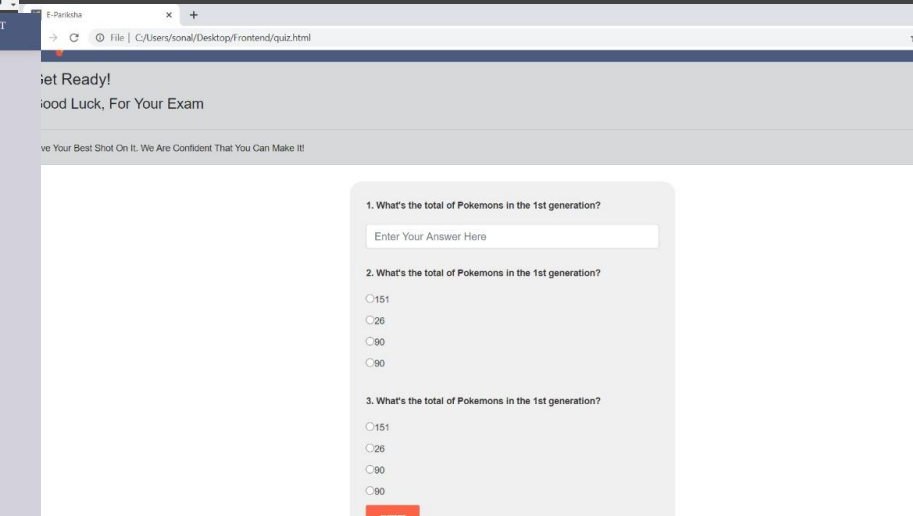 T
E-Pariksha
File | C:/Users/sonal/Desktop/Frontend/quiz.html
et Ready!
ood Luck, For Your Exam
ve Your Best Shot On It. We Are Confident That You Can Make It!
1. What's the total of Pokemons in the 1st generation?
Enter Your Answer Here
2. What's the total of Pokemons in the 1st generation?
151
26
90
90
3. What's the total of Pokemons in the 1st generation?
151
26
90
90